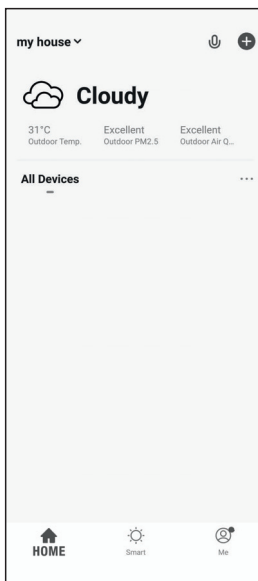 my house
Cloudy
31°C Excellent Excellent
Outdoor Temp. Outdoor PM2.5 Outdoor Air Q...
All Devices ...
HOME Smart Me